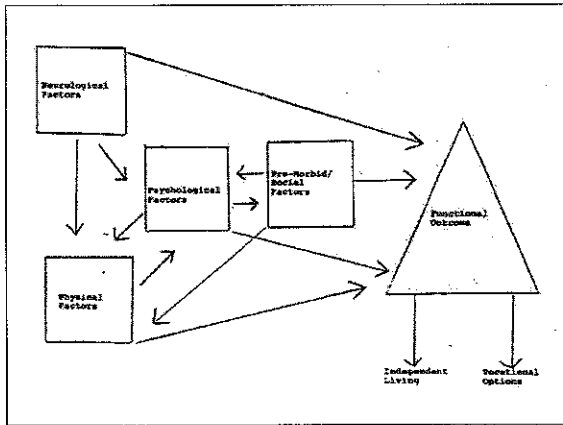 Neurological
Factors
Psychological
Factors
Pre-Morbid/
Social
Factors
Physical
Factors
Functional
Outcome
Independent
Living
Vocational
Options